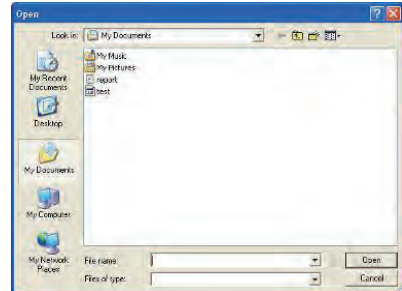 Open
Look in: My Documents
My Music
My Pictures
report
test
My Recent
Documents
Desktop
My Documents
My Computer
My Network
Places
File name:
Open
Files of type:
Cancel